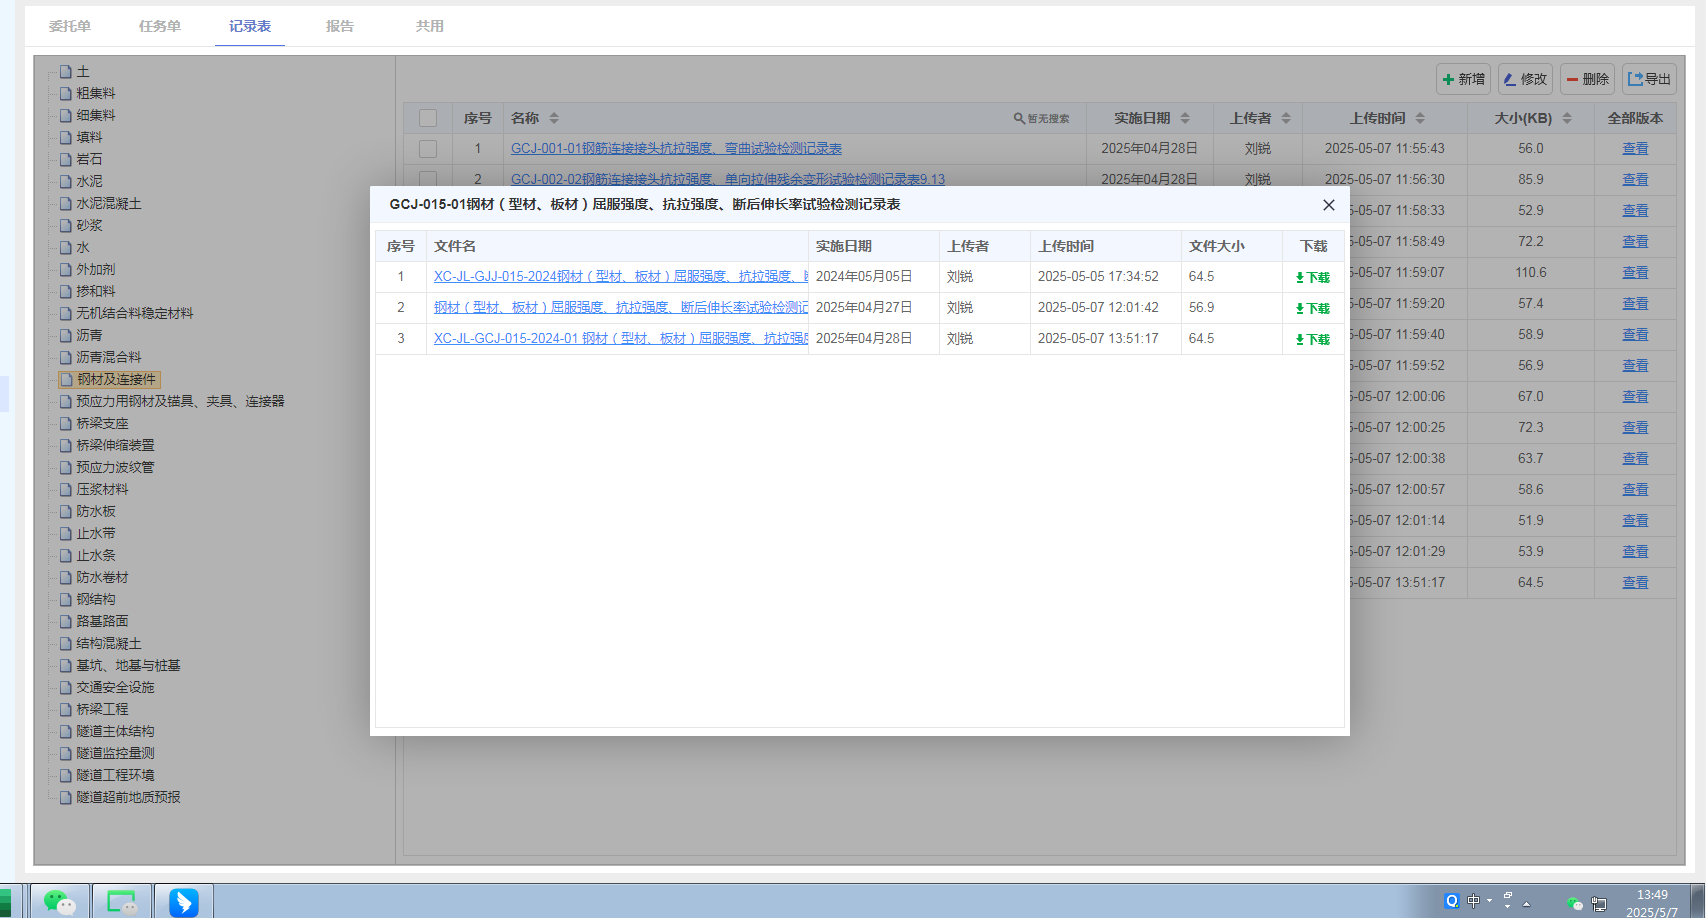 委托单 任务单 记录表 报告 共用
土
粗集料
细集料
填料
岩石
水泥
水泥混凝土
砂浆
水
外加剂
掺和料
无机结合料稳定材料
沥青
沥青混合料
钢材及连接件
预应力用钢材及锚具、夹具、连接器
桥梁支座
桥梁伸缩装置
预应力波纹管
压浆材料
防水板
止水带
止水条
防水卷材
钢结构
路基路面
结构混凝土
基坑、地基与桩基
交通安全设施
桥梁工程
隧道主体结构
隧道监控量测
隧道工程环境
隧道超前地质预报
新增 修改 删除 导出
序号 名称 暂无搜索 实施日期 上传者 上传时间 大小(KB) 全部版本
1 GCJ-001-01钢筋连接接头抗拉强度、弯曲试验检测记录表 2025年04月28日 刘锐 2025-05-07 11:55:43 56.0 查看
2 GCJ-002-02钢筋连接接头抗拉强度、单向拉伸残余变形试验检测记录表9.13 2025年04月28日 刘锐 2025-05-07 11:56:30 85.9 查看
5-05-07 11:58:33 52.9 查看
5-05-07 11:58:49 72.2 查看
5-05-07 11:59:07 110.6 查看
5-05-07 11:59:20 57.4 查看
5-05-07 11:59:40 58.9 查看
5-05-07 11:59:52 56.9 查看
5-05-07 12:00:06 67.0 查看
5-05-07 12:00:25 72.3 查看
5-05-07 12:00:38 63.7 查看
5-05-07 12:00:57 58.6 查看
5-05-07 12:01:14 51.9 查看
5-05-07 12:01:29 53.9 查看
5-05-07 13:51:17 64.5 查看
GCJ-015-01钢材（型材、板材）屈服强度、抗拉强度、断后伸长率试验检测记录表
序号 文件名 实施日期 上传者 上传时间 文件大小 下载
1 XC-JL-GJJ-015-2024钢材（型材、板材）屈服强度、抗拉强度、 2024年05月05日 刘锐 2025-05-05 17:34:52 64.5 下载
2 钢材（型材、板材）屈服强度、抗拉强度、断后伸长率试验检测记 2025年04月27日 刘锐 2025-05-07 12:01:42 56.9 下载
3 XC-JL-GCJ-015-2024-01 钢材（型材、板材）屈服强度、抗拉强度 2025年04月28日 刘锐 2025-05-07 13:51:17 64.5 下载
中
13:49
2025/5/7